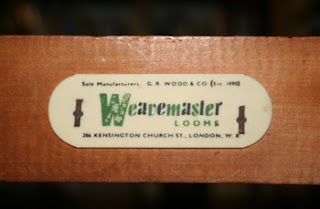 Sole Manufacturers: G. R. WOOD & CO (Est 1890)
Weavemaster
LOOMS
286 KENSINGTON CHURCH ST., LONDON, W. 8